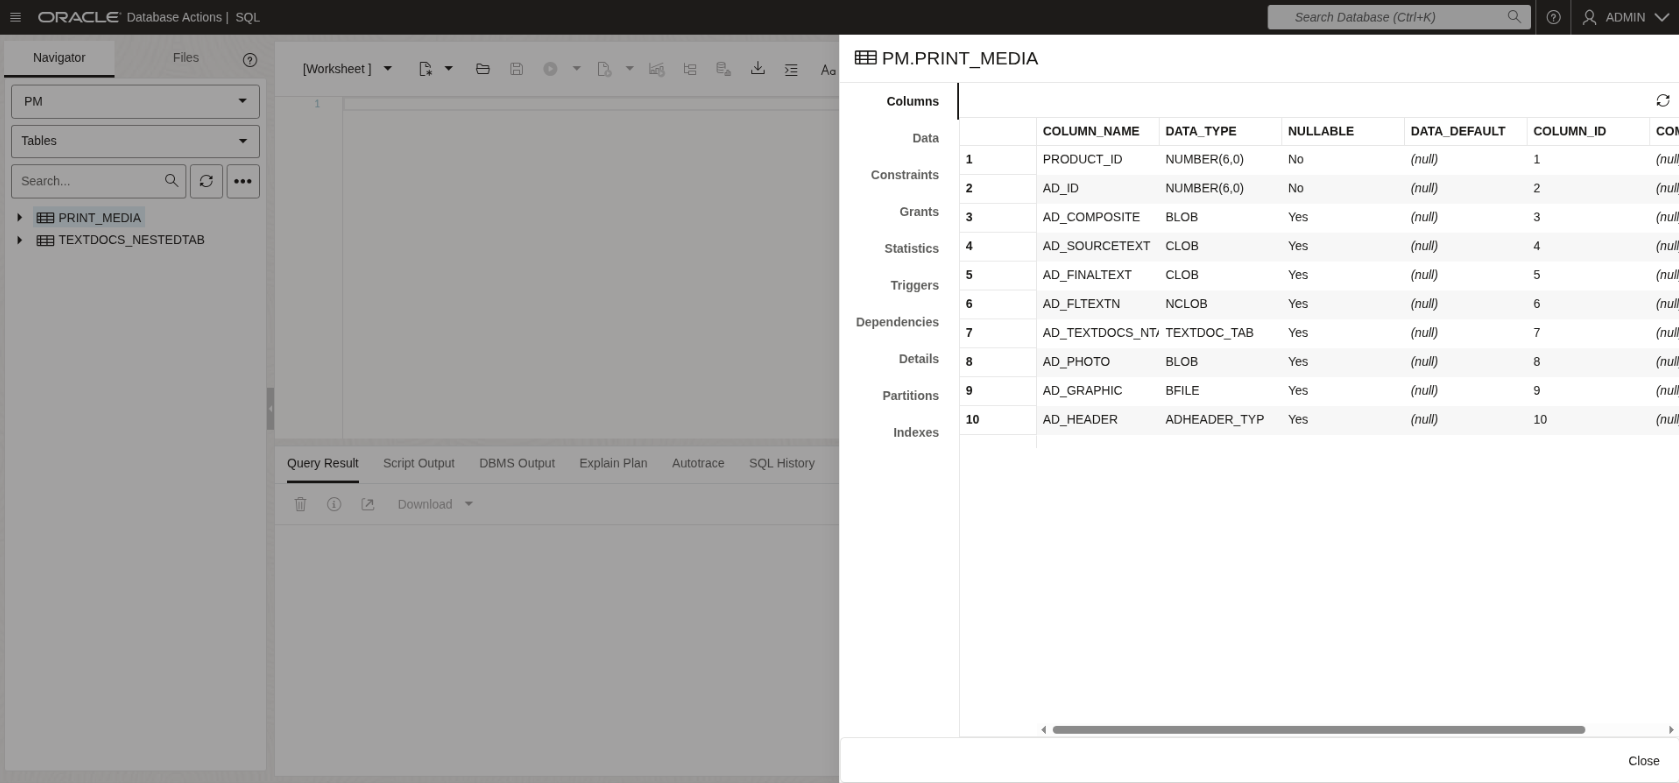 ORACLE Database Actions | SQL
Search Database (Ctrl+K)
ADMIN
Navigator
Files
PM
Tables
Search...
PRINT_MEDIA
TEXTDOCS_NESTEDTAB
[Worksheet ]
Aa
1
Query Result
Script Output
DBMS Output
Explain Plan
Autotrace
SQL History
Download
PM.PRINT_MEDIA
Columns
Data
Constraints
Grants
Statistics
Triggers
Dependencies
Details
Partitions
Indexes
COLUMN_NAME DATA_TYPE NULLABLE DATA_DEFAULT COLUMN_ID COM
1 PRODUCT_ID NUMBER(6,0) No (null) 1 (null
2 AD_ID NUMBER(6,0) No (null) 2 (null
3 AD_COMPOSITE BLOB Yes (null) 3 (null
4 AD_SOURCETEXT CLOB Yes (null) 4 (null
5 AD_FINALTEXT CLOB Yes (null) 5 (null
6 AD_FLTEXTN NCLOB Yes (null) 6 (null
7 AD_TEXTDOCS_NTA TEXTDOC_TAB Yes (null) 7 (null
8 AD_PHOTO BLOB Yes (null) 8 (null
9 AD_GRAPHIC BFILE Yes (null) 9 (null
10 AD_HEADER ADHEADER_TYP Yes (null) 10 (null
Close